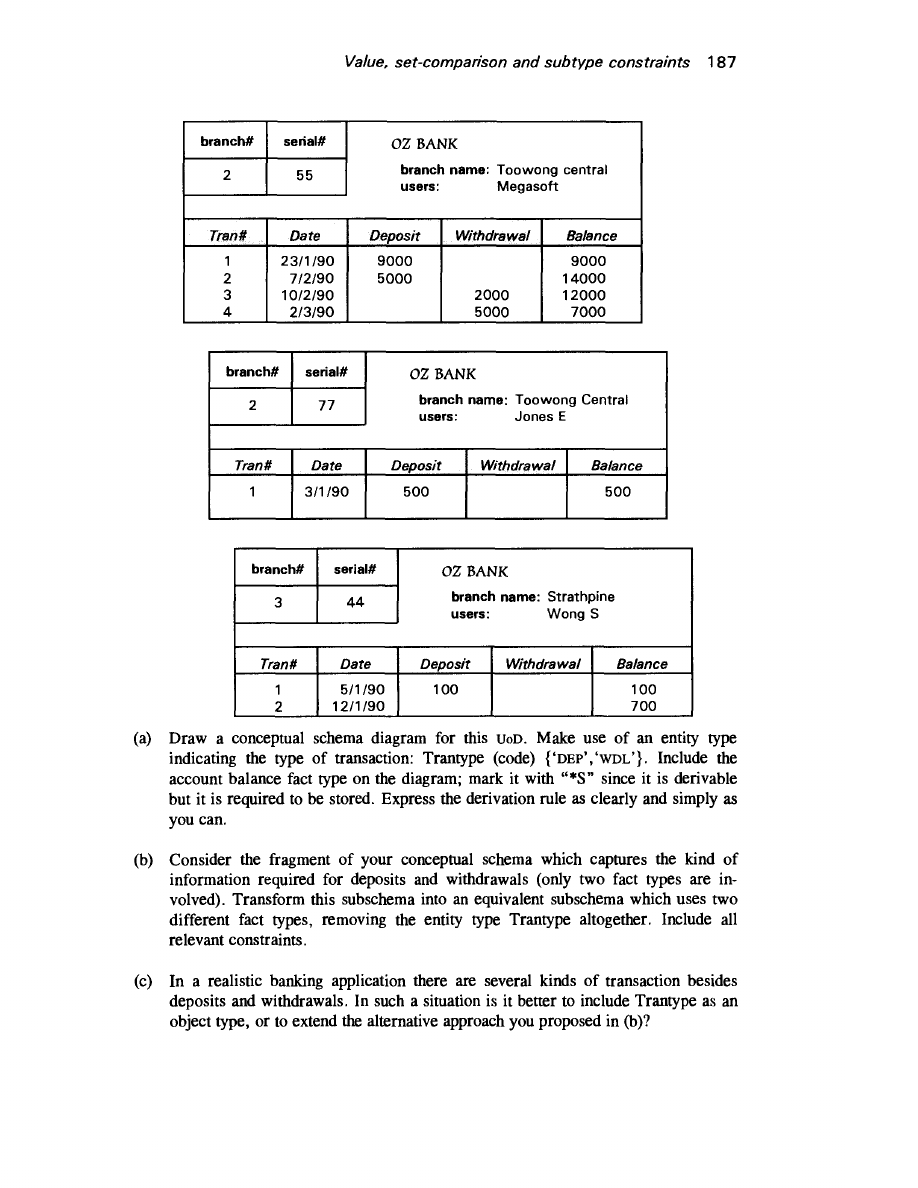 Value, set-comparison and subtype constraints 187
branch# serial# OZ BANK
2 55 branch name: Toowong central
users: Megasoft
Tran# Date Deposit Withdrawal Balance
1 23/1/90 9000 9000
2 7/2/90 5000 14000
3 10/2/90 2000 12000
4 2/3/90 5000 7000
branch# serial# OZ BANK
2 77 branch name: Toowong Central
users: Jones E
Tran# Date Deposit Withdrawal Balance
1 3/1/90 500 500
branch# serial# OZ BANK
3 44 branch name: Strathpine
users: Wong S
Tran# Date Deposit Withdrawal Balance
1 5/1/90 100 100
2 12/1/90 700
(a) Draw a conceptual schema diagram for this UoD. Make use of an entity type
indicating the type of transaction: Trantype (code) {‘DEP’,‘WDL’}. Include the
account balance fact type on the diagram; mark it with “*S” since it is derivable
but it is required to be stored. Express the derivation rule as clearly and simply as
you can.
(b) Consider the fragment of your conceptual schema which captures the kind of
information required for deposits and withdrawals (only two fact types are in-
volved). Transform this subschema into an equivalent subschema which uses two
different fact types, removing the entity type Trantype altogether. Include all
relevant constraints.
(c) In a realistic banking application there are several kinds of transaction besides
deposits and withdrawals. In such a situation is it better to include Trantype as an
object type, or to extend the alternative approach you proposed in (b)?